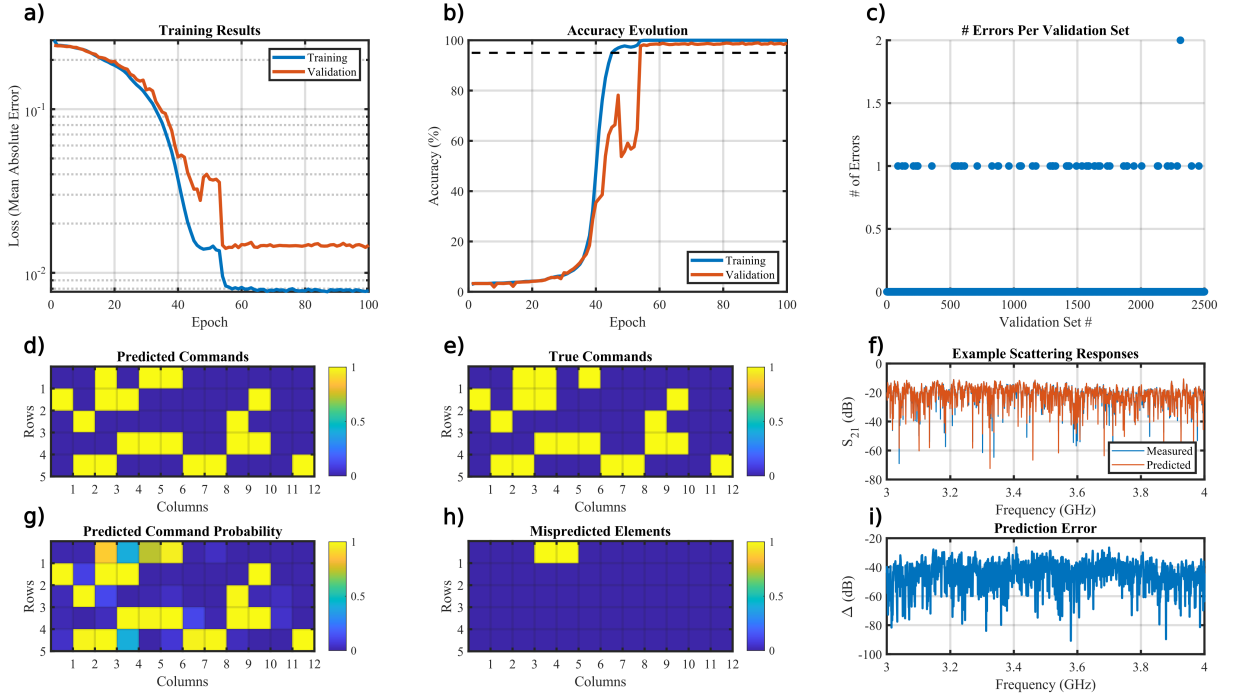 a)
Training Results
Training
Validation
10^-1
10^-2
Loss (Mean Absolute Error)
0 20 40 60 80 100
Epoch
b)
Accuracy Evolution
100
80
60
40
20
0
Accuracy (%)
Training
Validation
0 20 40 60 80 100
Epoch
c)
# Errors Per Validation Set
2
1.5
1
0.5
0
# of Errors
0 500 1000 1500 2000 2500
Validation Set #
d)
Predicted Commands
1
2
3
4
5
Rows
1 2 3 4 5 6 7 8 9 10 11 12
Columns
1
0.5
0
e)
True Commands
1
2
3
4
5
Rows
1 2 3 4 5 6 7 8 9 10 11 12
Columns
1
0.5
0
f)
Example Scattering Responses
0
-20
-40
-60
-80
S21 (dB)
Measured
Predicted
3 3.2 3.4 3.6 3.8 4
Frequency (GHz)
g)
Predicted Command Probability
1
2
3
4
5
Rows
1 2 3 4 5 6 7 8 9 10 11 12
Columns
1
0.5
0
h)
Mispredicted Elements
1
2
3
4
5
Rows
1 2 3 4 5 6 7 8 9 10 11 12
Columns
1
0.5
0
i)
Prediction Error
-20
-40
-60
-80
-100
Δ (dB)
3 3.2 3.4 3.6 3.8 4
Frequency (GHz)